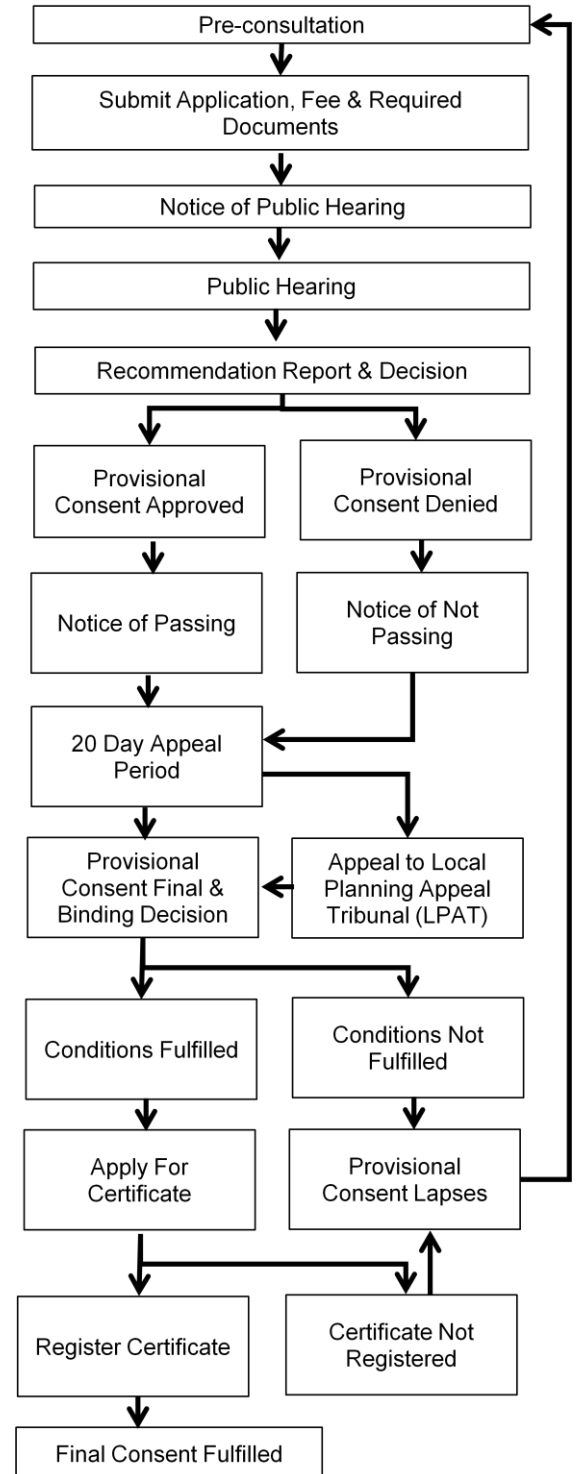 Pre-consultation
Submit Application, Fee & Required
Documents
Notice of Public Hearing
Public Hearing
Recommendation Report & Decision
Provisional
Consent Approved
Provisional
Consent Denied
Notice of Passing
Notice of Not
Passing
20 Day Appeal
Period
Provisional
Consent Final &
Binding Decision
Appeal to Local
Planning Appeal
Tribunal (LPAT)
Conditions Fulfilled
Conditions Not
Fulfilled
Apply For
Certificate
Provisional
Consent Lapses
Register Certificate
Certificate Not
Registered
Final Consent Fulfilled